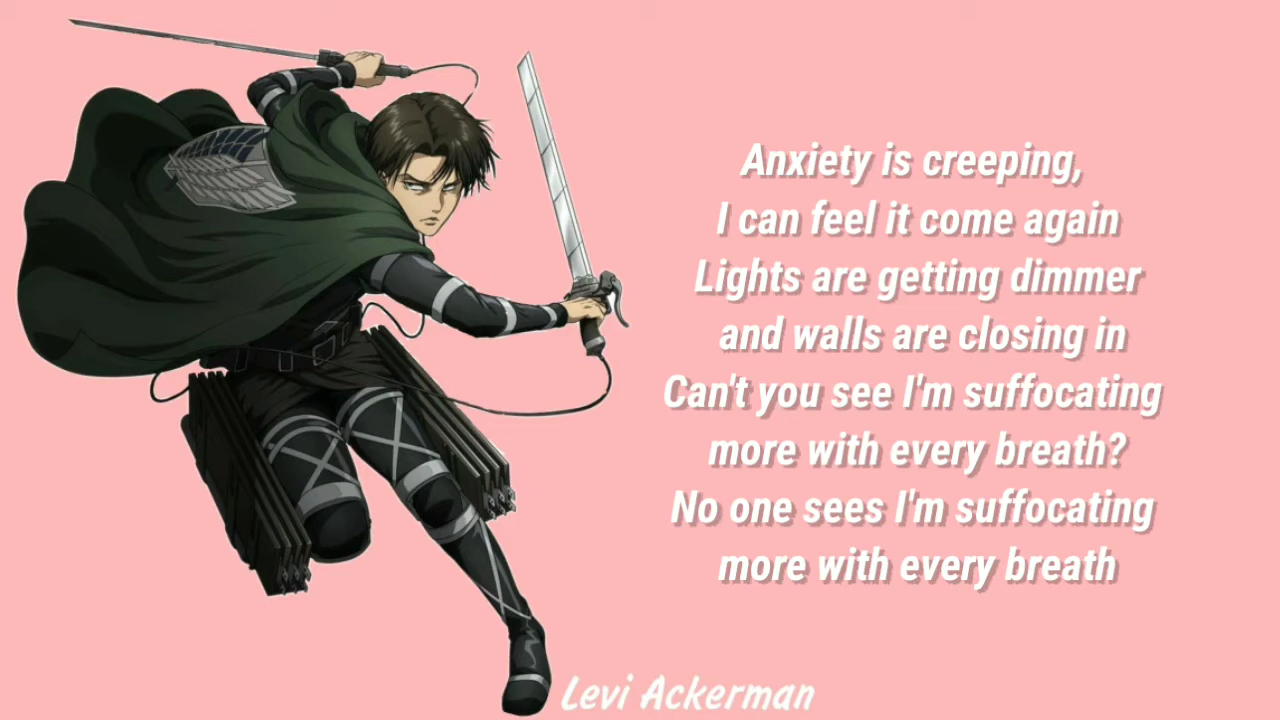 Anxiety is creeping,
I can feel it come again
Lights are getting dimmer
and walls are closing in
Can't you see I'm suffocating
more with every breath?
No one sees I'm suffocating
more with every breath
Levi Ackerman